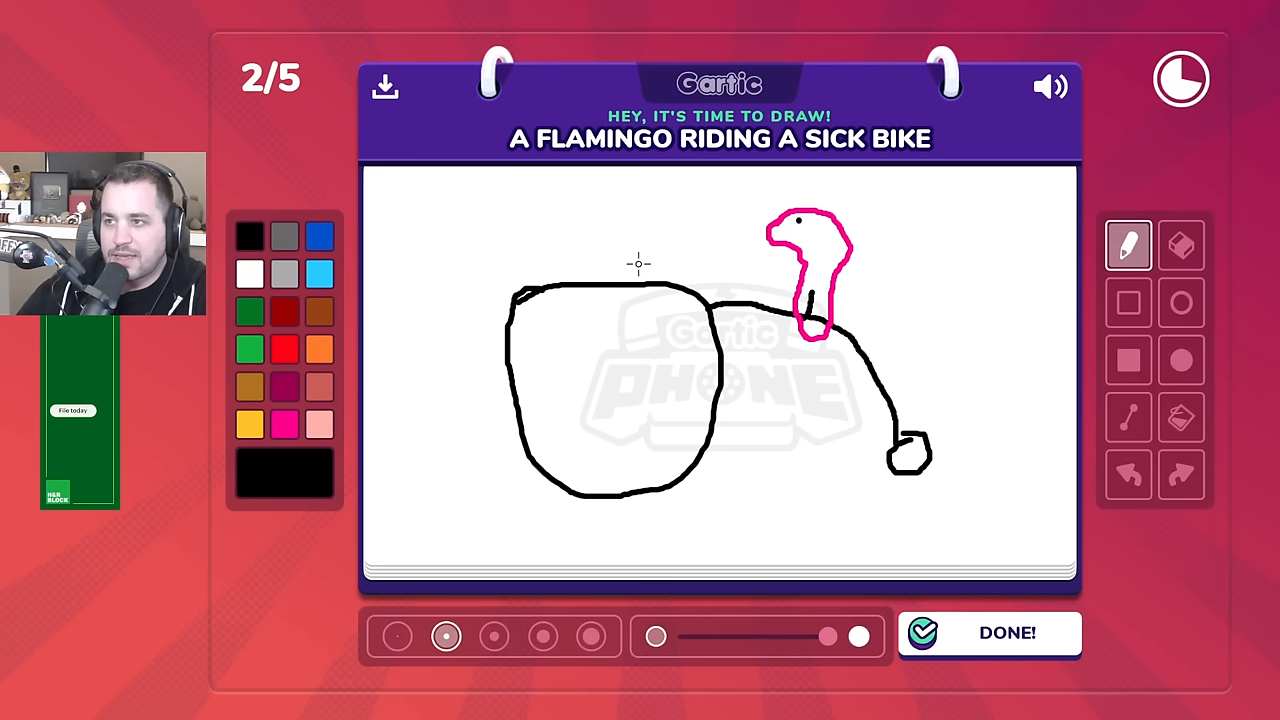 2/5
Gartic
HEY, IT'S TIME TO DRAW!
A FLAMINGO RIDING A SICK BIKE
Gartic
PHONE
File today
H&R
BLOCK
DONE!